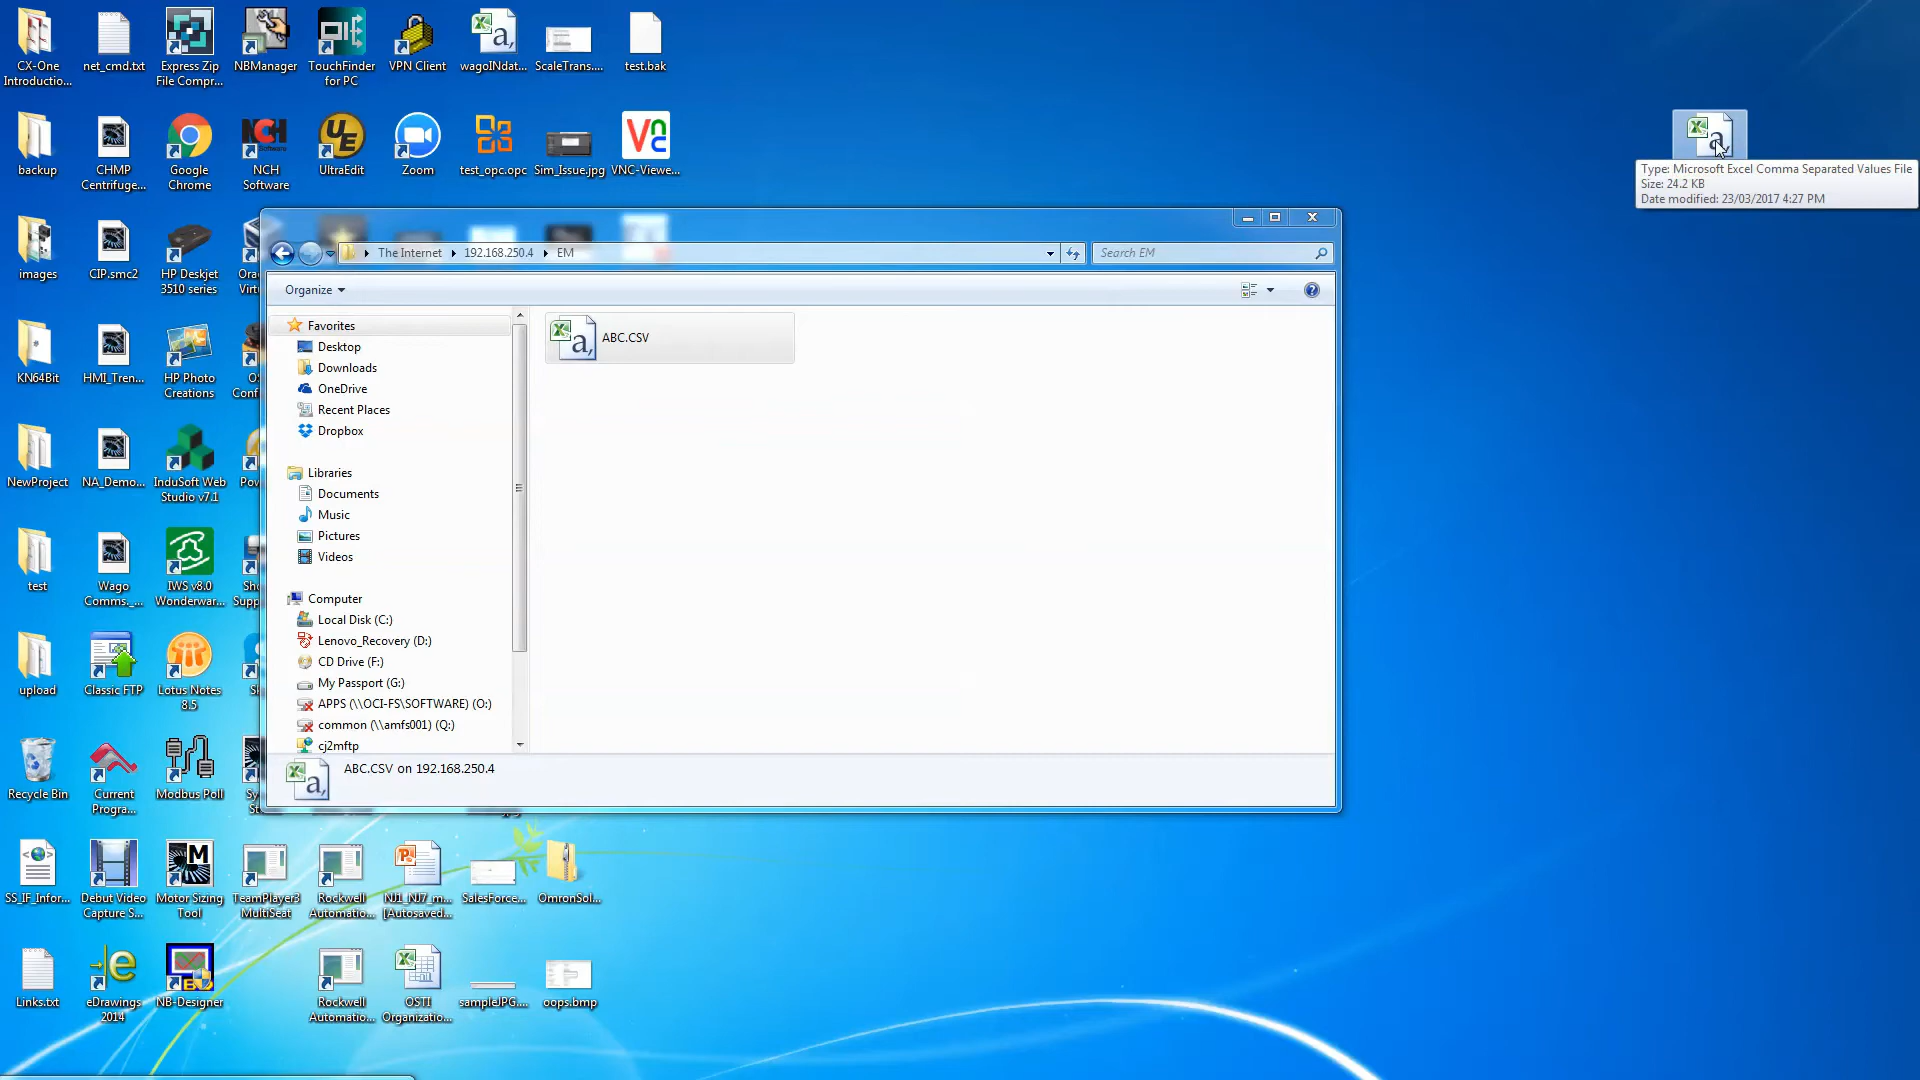 CX-One
Introductio...
net_cmd.txt
Express Zip
File Compr...
NBManager
TouchFinder
for PC
VPN Client
wagoINdat...
ScaleTrans....
test.bak
backup
CHMP
Centrifuge...
Google
Chrome
NCH
Software
UltraEdit
Zoom
test_opc.opc
Sim_Issue.jpg
VNC-Viewe...
Type: Microsoft Excel Comma Separated Values File
Size: 24.2 KB
Date modified: 23/03/2017 4:27 PM
images
CIP.smc2
HP Deskjet
3510 series
The Internet
192.168.250.4
EM
Search EM
Organize
Favorites
Desktop
Downloads
OneDrive
Recent Places
Dropbox
Libraries
Documents
Music
Pictures
Videos
Computer
Local Disk (C:)
Lenovo_Recovery (D:)
CD Drive (F:)
My Passport (G:)
APPS (\\OCI-FS\SOFTWARE) (O:)
common (\\amfs001) (Q:)
cj2mftp
ABC.CSV
ABC.CSV on 192.168.250.4
KN64Bit
HMI_Tren...
HP Photo
Creations
NewProject
NA_Demo...
InduSoft Web
Studio v7.1
test
Wago
Comms._...
IWS v8.0
Wonderwar...
upload
Classic FTP
Lotus Notes
8.5
Recycle Bin
Current
Progra...
Modbus Poll
SS_IF_Infor...
Debut Video
Capture S...
Motor Sizing
Tool
TeamPlayer3
MultiSeat
Rockwell
Automatio...
NJ1_NJ7_m...
[Autosaved...
SalesForce...
OmronSol...
Links.txt
eDrawings
2014
NB-Designer
Rockwell
Automatio...
OSTI
Organizatio...
sampleJPG....
oops.bmp